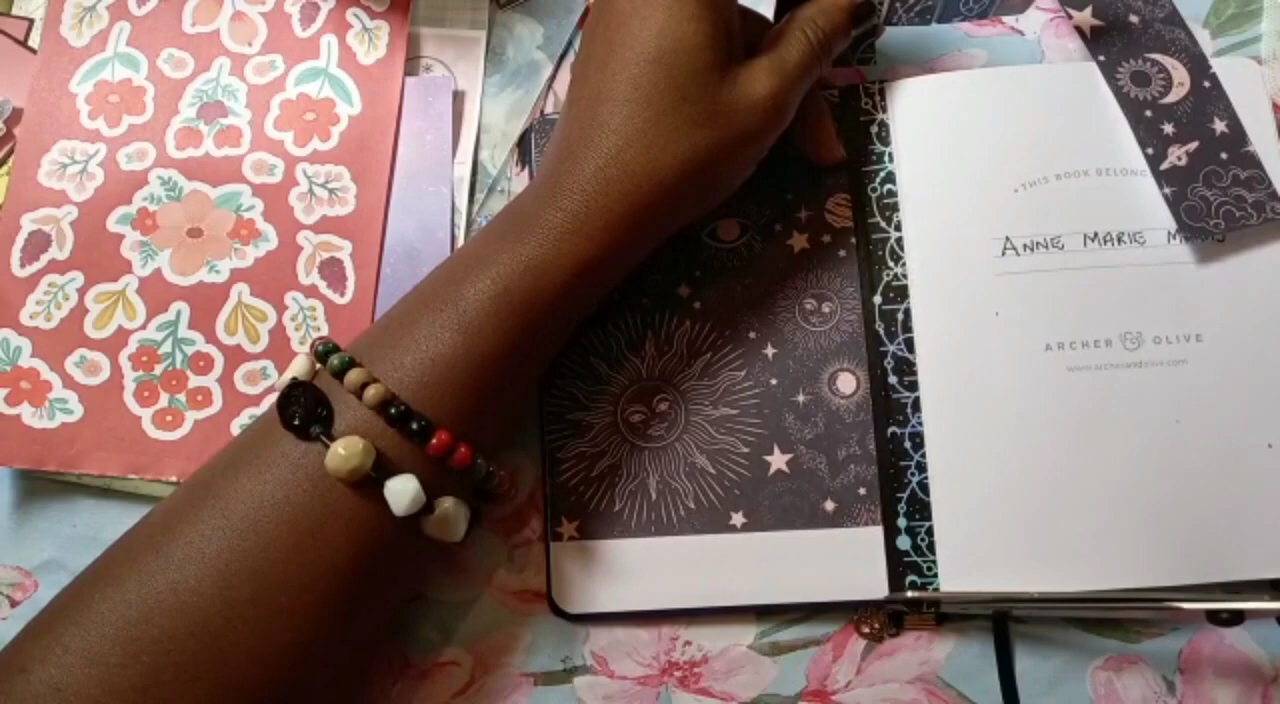 THIS BOOK BELONG
ANNE MARIE
ARCHER & OLIVE
www.archerandolive.com